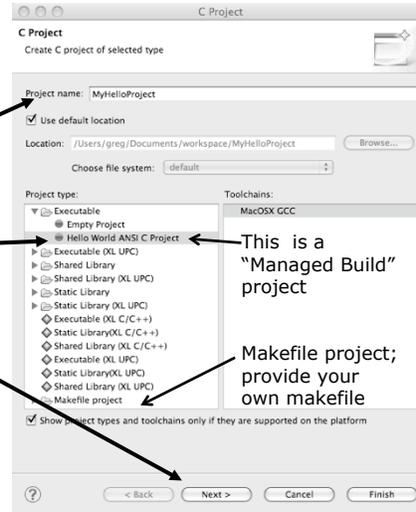 C Project
C Project
Create C project of selected type
Project name: MyHelloProject
Use default location
Location: /Users/greg/Documents/workspace/MyHelloProject Browse...
Choose file system: default
Project type:
Toolchains:
Executable
MacOSX GCC
Empty Project
Hello World ANSI C Project
Executable (XL UPC)
Shared Library
Shared Library (XL UPC)
Static Library
Static Library (XL UPC)
Executable (XL C/C++)
Static Library(XL C/C++)
Shared Library (XL C/C++)
Executable (XL UPC)
Static Library(XL UPC)
Shared Library (XL UPC)
Makefile project
This is a
“Managed Build”
project
Makefile project;
provide your
own makefile
Show project types and toolchains only if they are supported on the platform
?
< Back Next > Cancel Finish